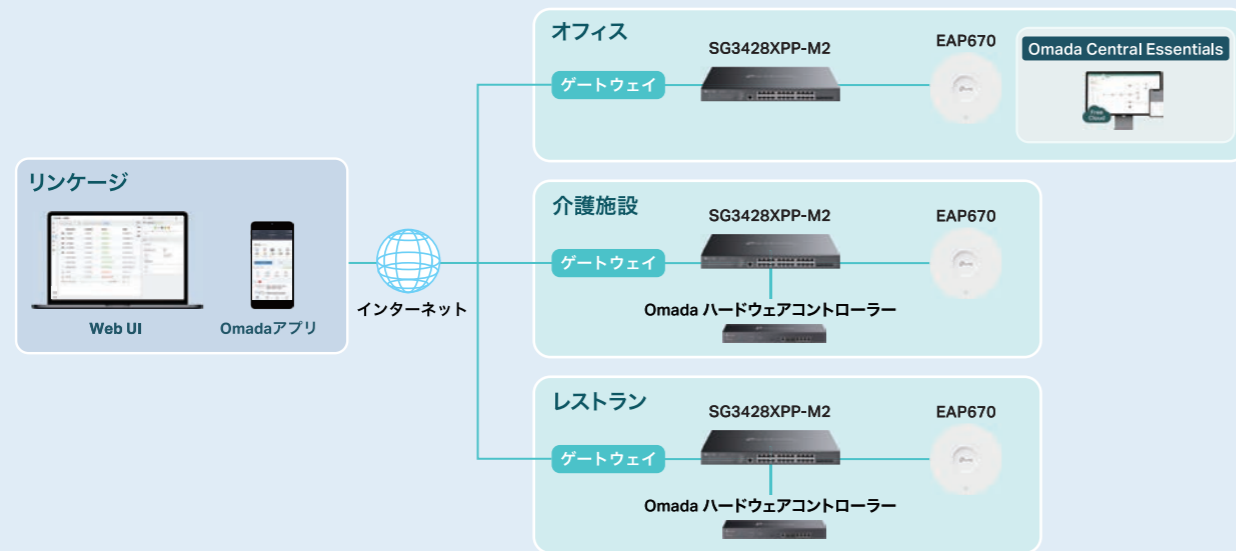 オフィス
SG3428XPP-M2
EAP670
Omada Central Essentials
ゲートウェイ
Free
Cloud
リンケージ
Web UI
Omadaアプリ
インターネット
介護施設
SG3428XPP-M2
EAP670
ゲートウェイ
Omada ハードウェアコントローラー
レストラン
SG3428XPP-M2
EAP670
ゲートウェイ
Omada ハードウェアコントローラー